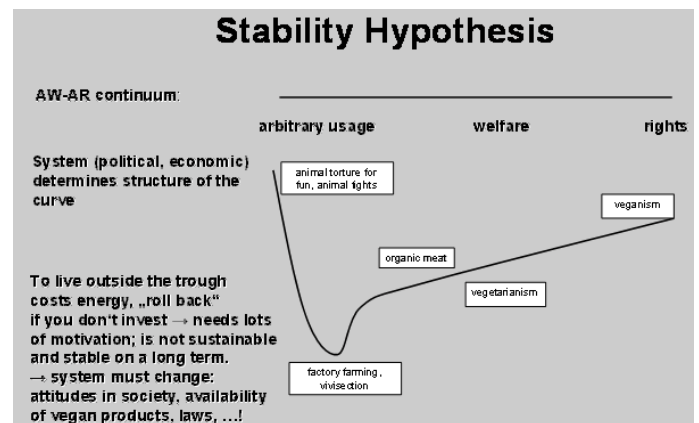 Stability Hypothesis
AW-AR continuum:
arbitrary usage
welfare
rights
System (political, economic)
determines structure of the
curve
animal torture for
fun, animal fights
veganism
organic meat
vegetarianism
To live outside the trough
costs energy, „roll back“
if you don't invest → needs lots
of motivation; is not sustainable
and stable on a long term.
→ system must change:
attitudes in society, availability
of vegan products, laws, ...!
factory farming,
vivisection